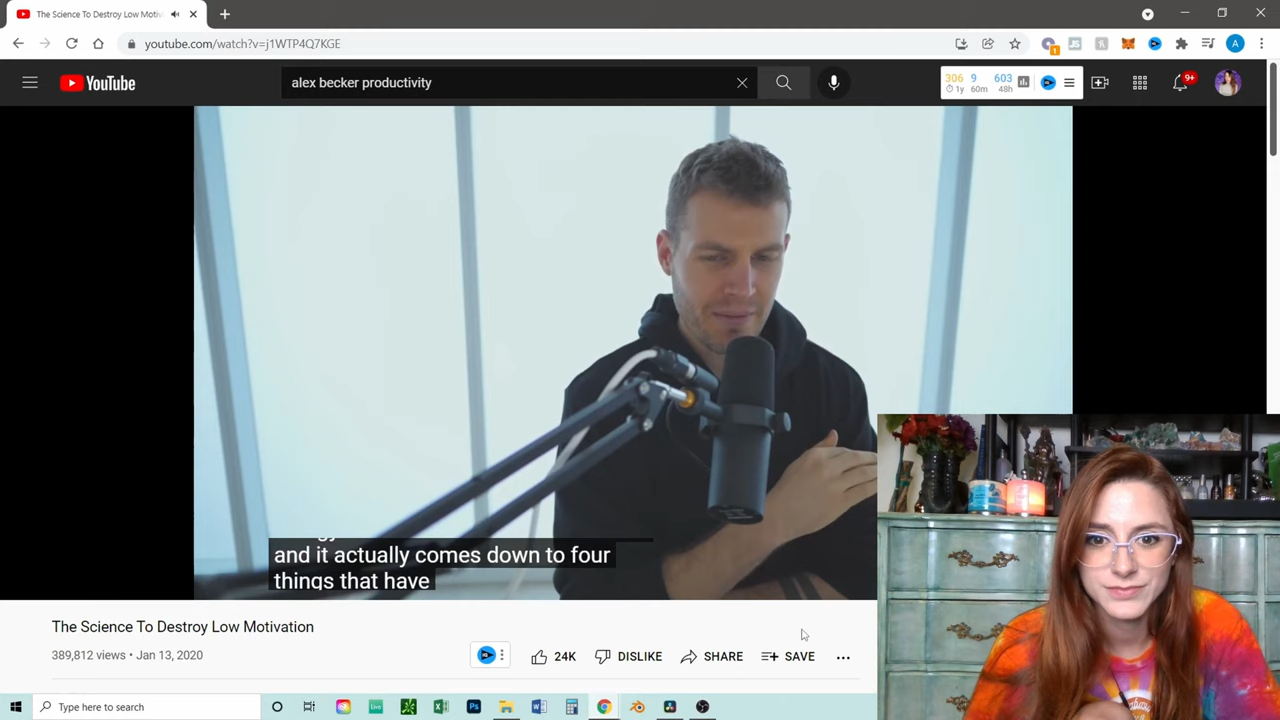 The Science To Destroy Low Motiv
youtube.com/watch?v=j1WTP4Q7KGE
A
YouTube
alex becker productivity
306 9 603
1y 60m 48h
9+
and it actually comes down to four
things that have
The Science To Destroy Low Motivation
389,812 views • Jan 13, 2020
24K
DISLIKE
SHARE
SAVE
Type here to search